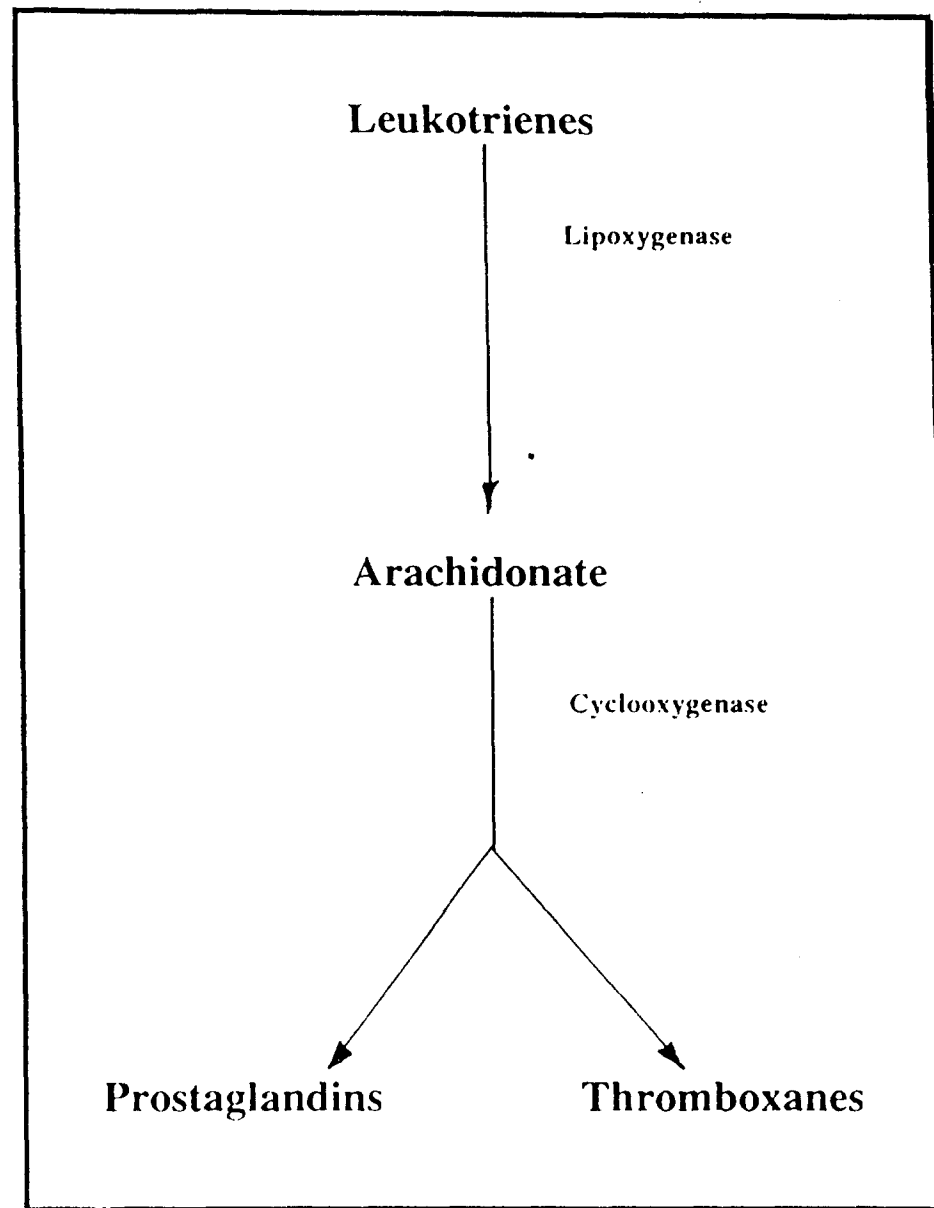 Leukotrienes
Lipoxygenase
Arachidonate
Cyclooxygenase
Prostaglandins
Thromboxanes